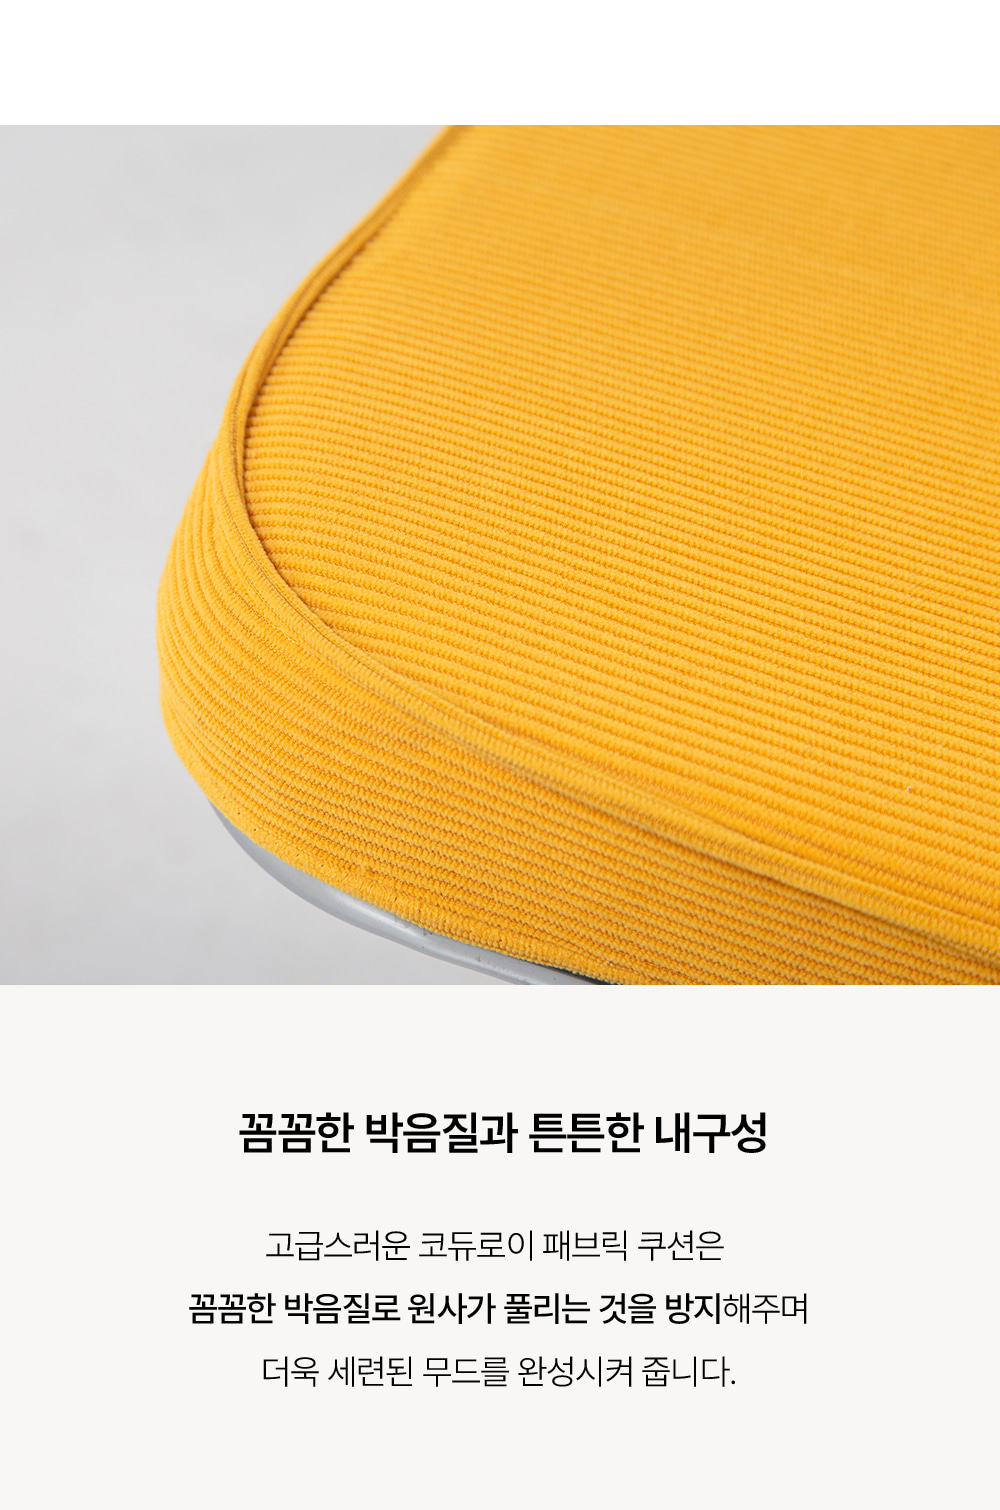 꼼꼼한 박음질과 튼튼한 내구성
고급스러운 코듀로이 패브릭 쿠션은
꼼꼼한 박음질로 원사가 풀리는 것을 방지해주며
더욱 세련된 무드를 완성시켜 줍니다.